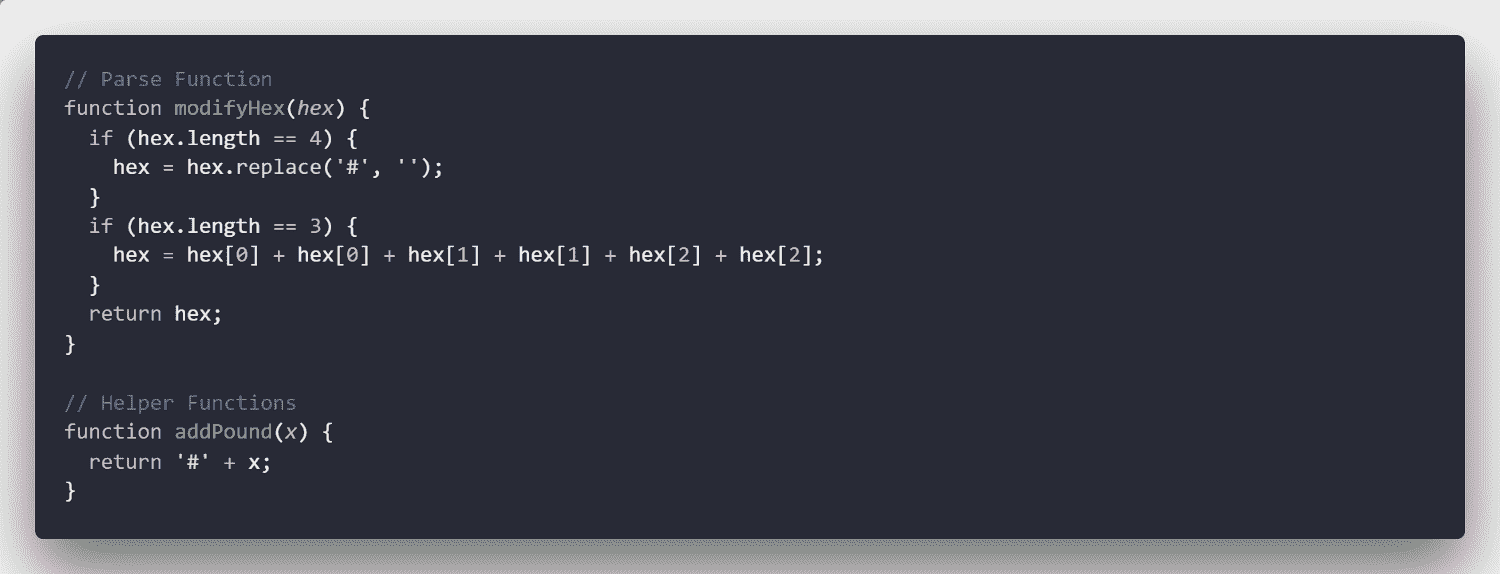 // Parse Function
function modifyHex(hex) {
  if (hex.length == 4) {
    hex = hex.replace('#', '');
  }
  if (hex.length == 3) {
    hex = hex[0] + hex[0] + hex[1] + hex[1] + hex[2] + hex[2];
  }
  return hex;
}

// Helper Functions
function addPound(x) {
  return '#' + x;
}